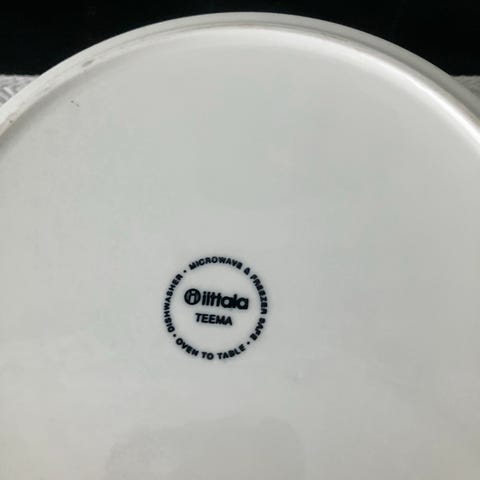 DISHWASHER • MICROWAVE & FREEZER SAFE • OVEN TO TABLE •
iittala
TEEMA